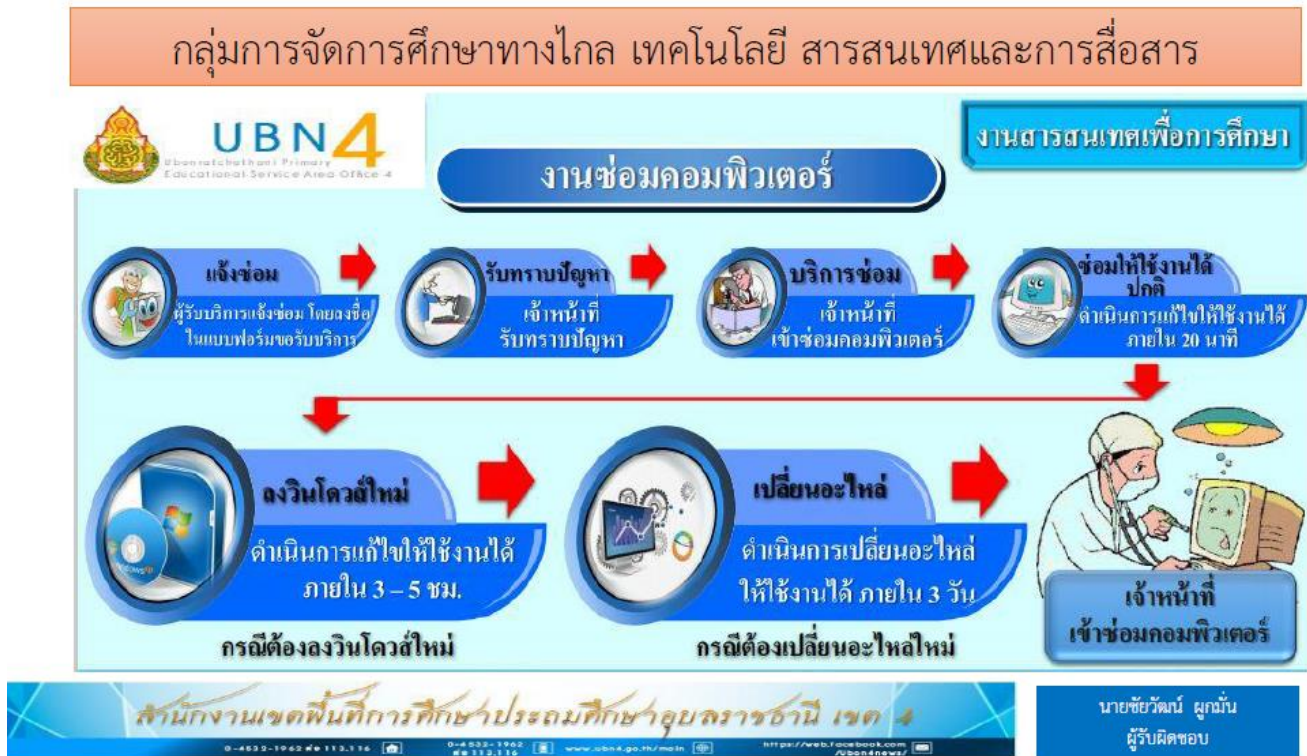 กลุ่มการจัดการศึกษาทางไกล เทคโนโลยี สารสนเทศและการสื่อสาร
UBN4
Ubonratchathani Primary
Educational Service Area Office 4
งานสารสนเทศเพื่อการศึกษา
งานซ่อมคอมพิวเตอร์
แจ้งซ่อม
ผู้รับบริการแจ้งซ่อม โดยลงชื่อ
ในแบบฟอร์มขอรับบริการ
รับทราบปัญหา
เจ้าหน้าที่
รับทราบปัญหา
บริการซ่อม
เจ้าหน้าที่
เข้าซ่อมคอมพิวเตอร์
ซ่อมให้ใช้งานได้
ปกติ
ดำเนินการแก้ไขให้ใช้งานได้
ภายใน 20 นาที
ลงวินโดวส์ใหม่
ดำเนินการแก้ไขให้ใช้งานได้
ภายใน 3 – 5 ชม.
กรณีต้องลงวินโดวส์ใหม่
เปลี่ยนอะไหล่
ดำเนินการเปลี่ยนอะไหล่
ให้ใช้งานได้ ภายใน 3 วัน
กรณีต้องเปลี่ยนอะไหล่ใหม่
เจ้าหน้าที่
เข้าซ่อมคอมพิวเตอร์
สำนักงานเขตพื้นที่การศึกษาประถมศึกษาอุบลราชธานี เขต 4
0-4532-1962 ต่อ 113,116
0-4532-1962
ต่อ 113,116
www.ubn4.go.th/main
https://web.facebook.com
/Ubon4news/
นายชัยวัฒน์ ผูกมั่น
ผู้รับผิดชอบ